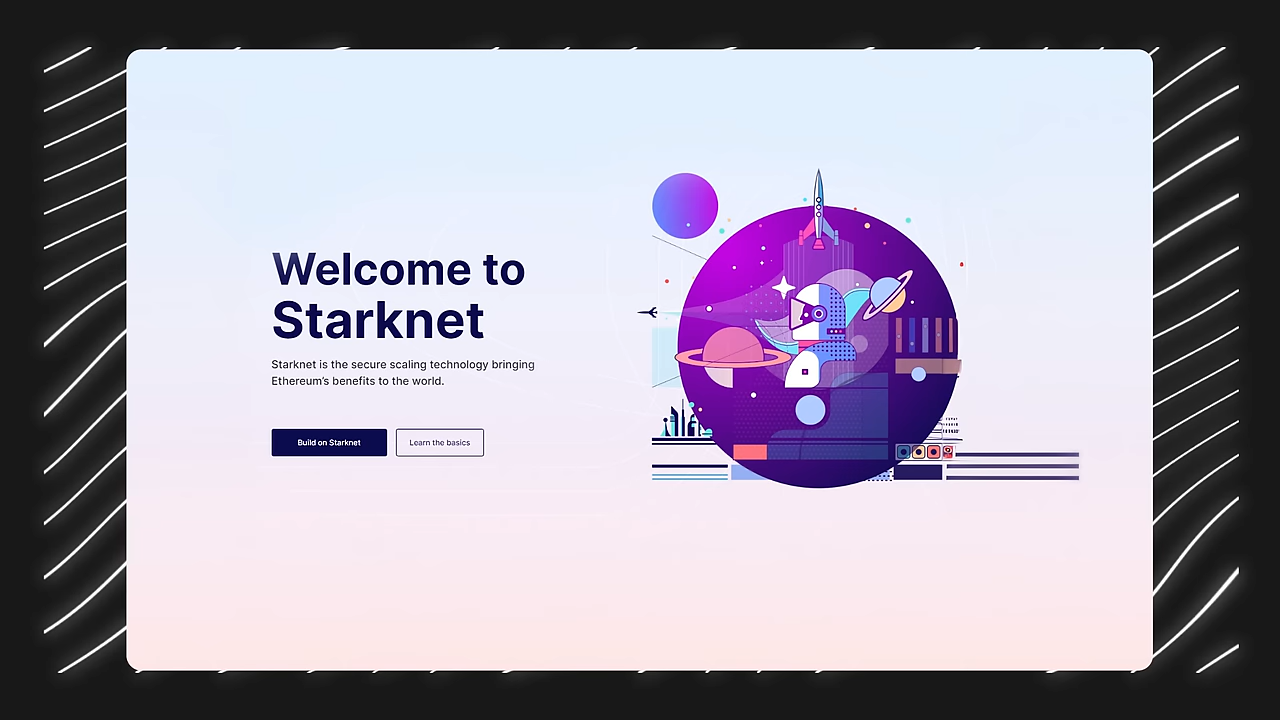 Welcome to
Starknet
Starknet is the secure scaling technology bringing
Ethereum's benefits to the world.
Build on Starknet
Learn the basics